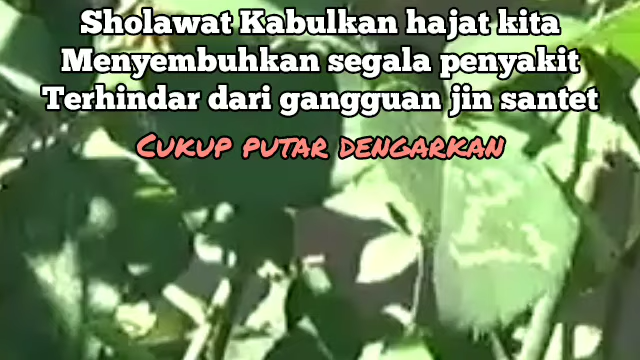 Sholawat Kabulkan hajat kita
Menyembuhkan segala penyakit
Terhindar dari gangguan jin santet
Cukup putar dengarkan